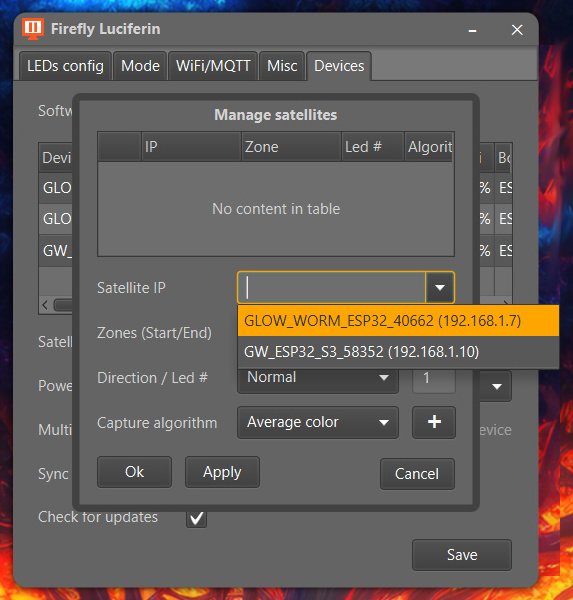 Firefly Luciferin
LEDs config Mode WiFi/MQTT Misc Devices
Softw
Manage satellites
IP Zone Led # Algorit
Devi i Bo
No content in table
GLO % ES
GLO % ES
GW_ % ES
Satellite IP
GLOW_WORM_ESP32_40662 (192.168.1.7)
Zones (Start/End)
Satell
GW_ESP32_S3_58352 (192.168.1.10)
Direction / Led # Normal 1
Powe
Capture algorithm Average color +
Multi evice
Ok Apply Cancel
Sync
Check for updates
Save